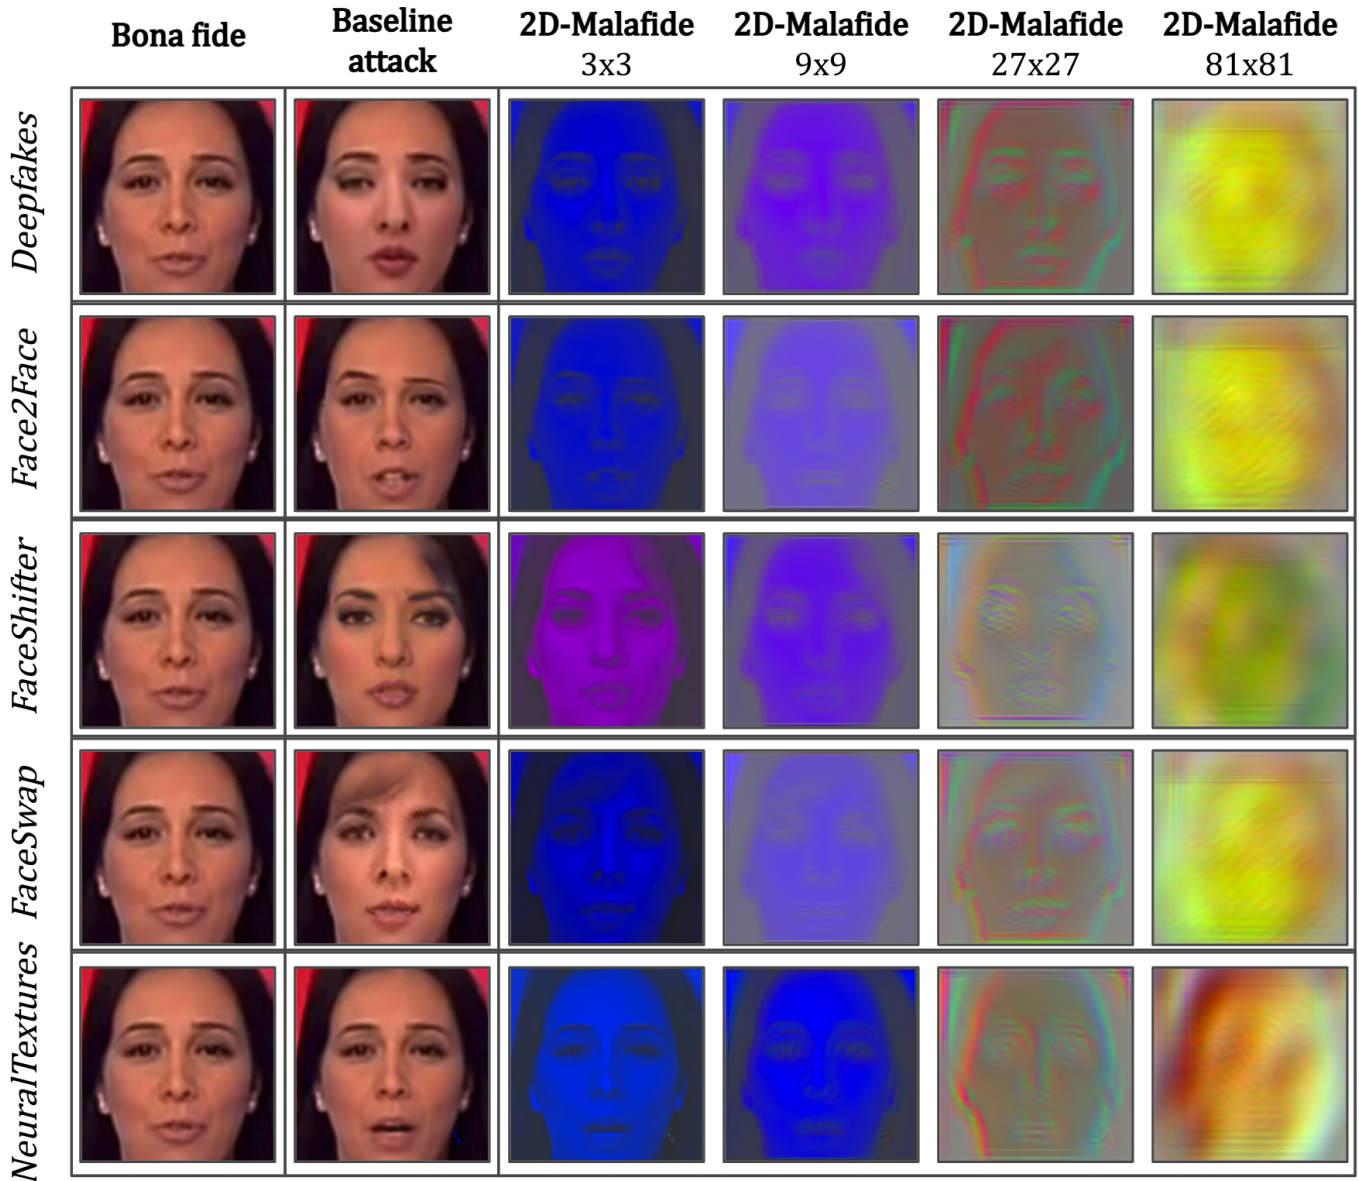 Bona fide
Baseline
attack
2D-Malafide
3x3
2D-Malafide
9x9
2D-Malafide
27x27
2D-Malafide
81x81
Deepfakes
Face2Face
FaceShifter
FaceSwap
NeuralTextures